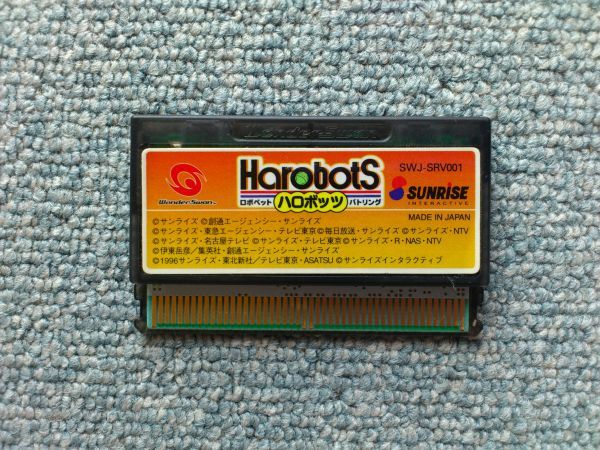 WonderSwan
HarobotS
SWJ-SRV001
WonderSwan™
ロボペット ハロボッツ バトリング
SUNRISE
INTERACTIVE
MADE IN JAPAN
©サンライズ ©創通エージェンシー・サンライズ
©サンライズ・東急エージェンシー・テレビ東京©毎日放送・サンライズ ©サンライズ・NTV
©サンライズ・名古屋テレビ ©サンライズ・テレビ東京©サンライズ・R・NAS・NTV
©伊東岳彦／集英社・創通エージェンシー・サンライズ
©1996サンライズ・東北新社／テレビ東京・ASATSU ©サンライズインタラクティブ